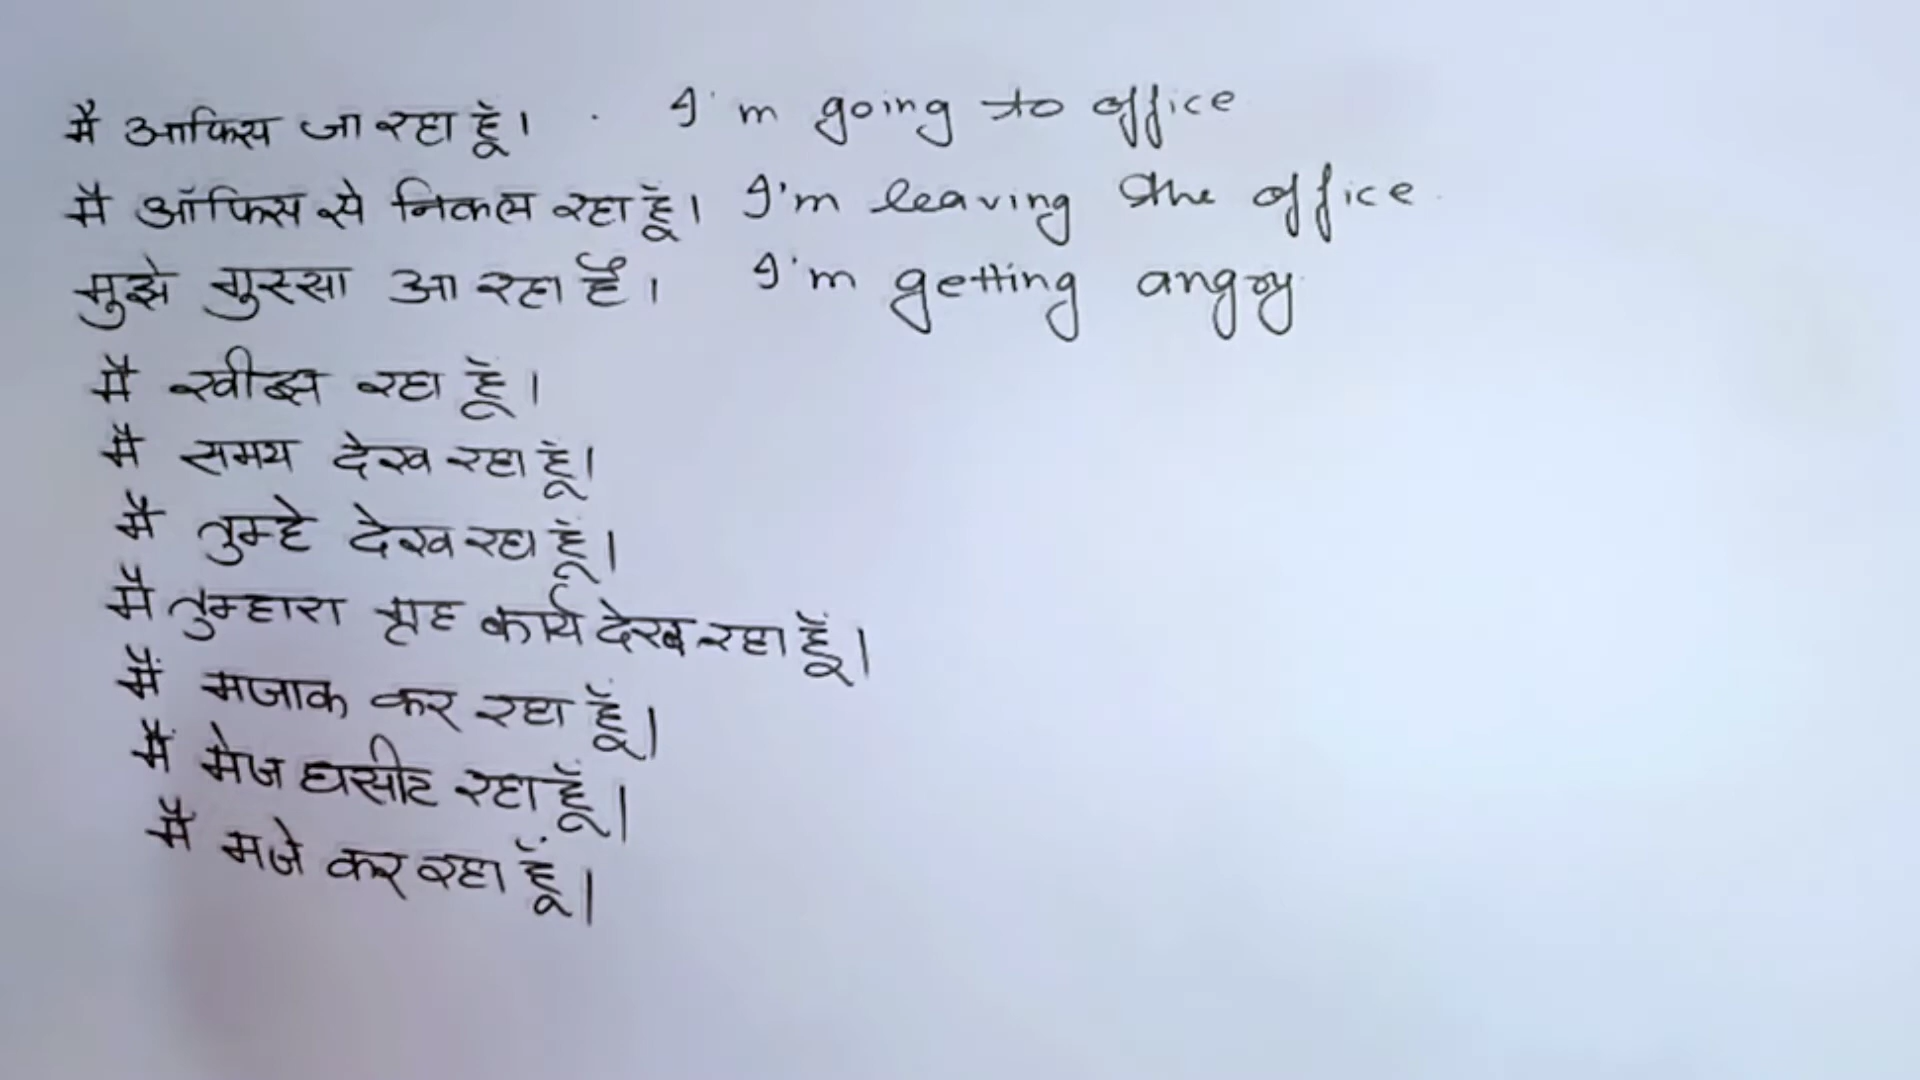 मैं आफिस जा रहा हूँ। I'm going to office
मैं ऑफिस से निकल रहा हूँ। I'm leaving the office
मुझे गुस्सा आ रहा है। I'm getting angry
मैं खीझ रहा हूँ।
मैं समय देख रहा हूँ।
मैं तुम्हे देख रहा हूँ।
मैं तुम्हारा गृह कार्य देख रहा हूँ।
मैं मजाक कर रहा हूँ।
मैं मेज घसीट रहा हूँ।
मैं मजे कर रहा हूँ।